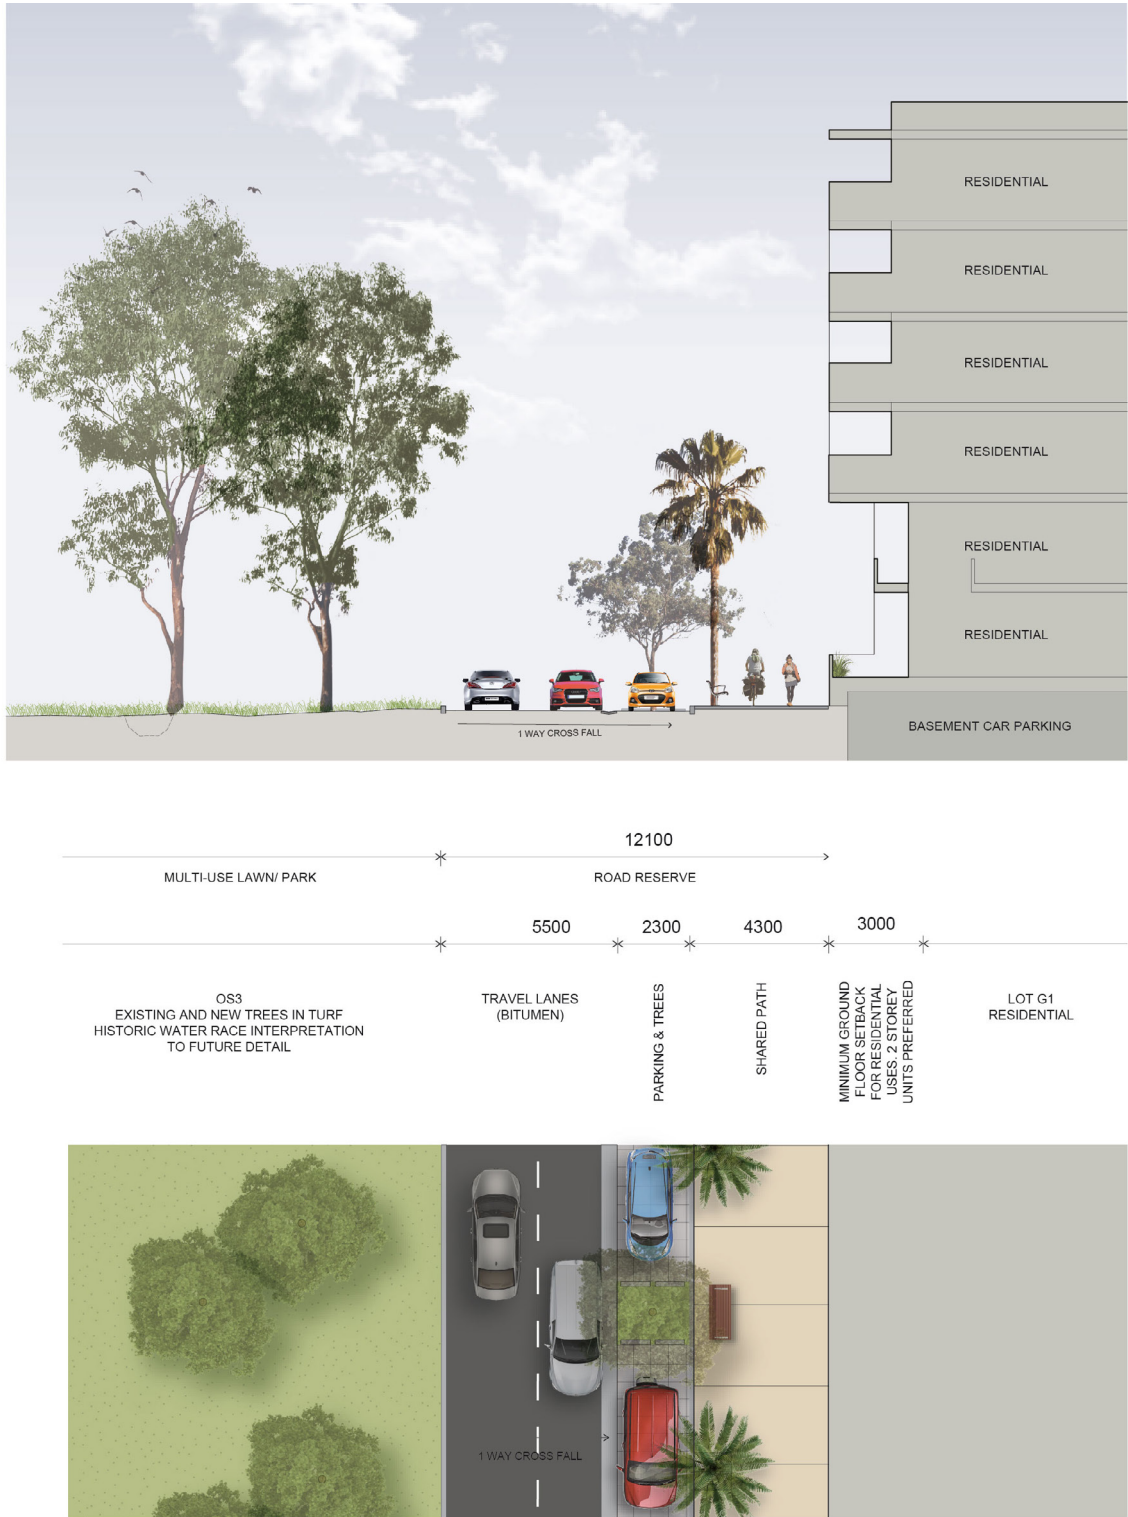 RESIDENTIAL
RESIDENTIAL
RESIDENTIAL
RESIDENTIAL
RESIDENTIAL
RESIDENTIAL
BASEMENT CAR PARKING
1 WAY CROSS FALL
12100
MULTI-USE LAWN/ PARK
ROAD RESERVE
5500
2300
4300
3000
OS3
EXISTING AND NEW TREES IN TURF
HISTORIC WATER RACE INTERPRETATION
TO FUTURE DETAIL
TRAVEL LANES
(BITUMEN)
PARKING & TREES
SHARED PATH
MINIMUM GROUND
FLOOR SETBACK
FOR RESIDENTIAL
USES. 2 STOREY
UNITS PREFERRED
LOT G1
RESIDENTIAL
1 WAY CROSS FALL